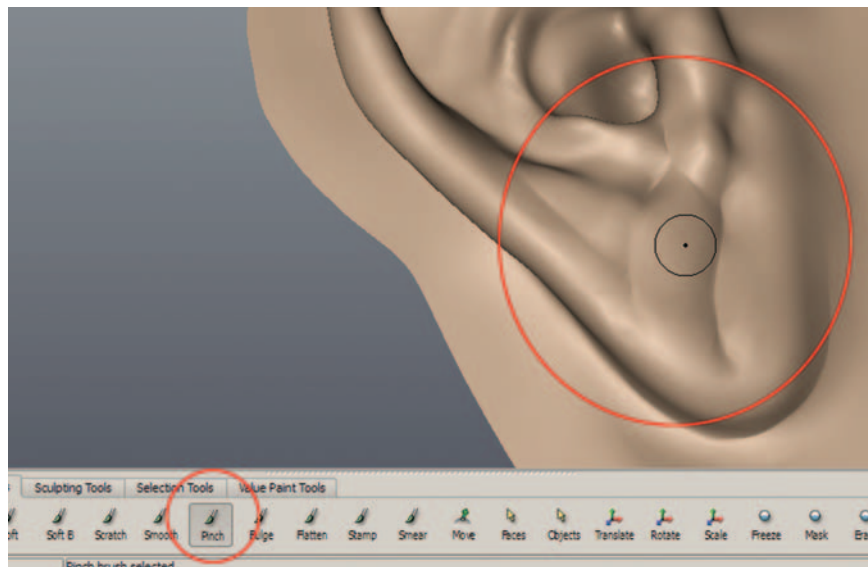 Sculpting Tools Selection Tools Value Paint Tools
Soft B Scratch Smooth Pinch Bulge Flatten Stamp Smear Move Faces Objects Translate Rotate Scale Freeze Mask
Pinch brush selected